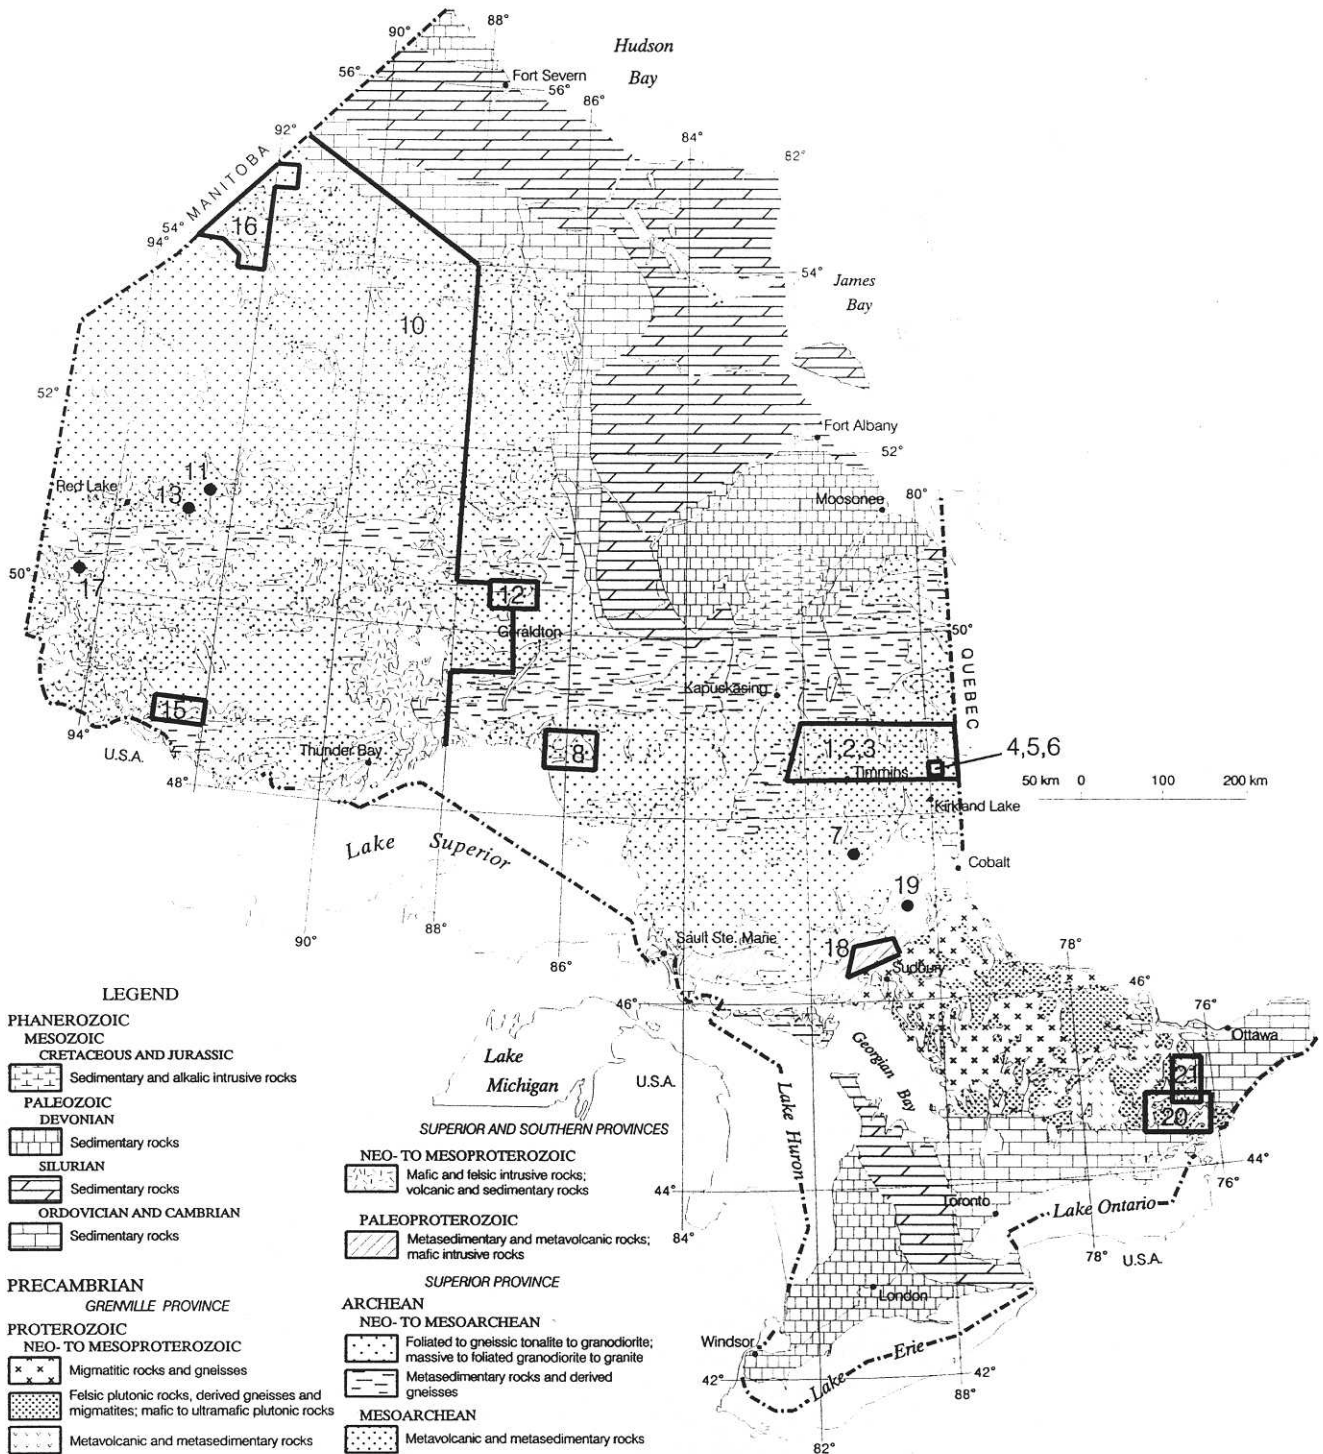 90°
88°
Hudson
Bay
56°
Fort Severn
56°
86°
92°
84°
82°
MANITOBA
16
54°
94°
54°
James
Bay
10
52°
Fort Albany
52°
Red Lake
11
13
Moosonee
80°
50°
17
12
Geraldton
50°
QUEBEC
Kapuskasing
15
94°
U.S.A.
Thunder Bay
8
1,2,3
Timmins
4,5,6
50 km 0 100 200 km
48°
Kirkland Lake
Lake Superior
7
Cobalt
19
90°
88°
86°
Sault Ste. Marie
18
Sudbury
78°
46°
76°
46°
Ottawa
Lake
Michigan
U.S.A.
Georgian Bay
21
20
Lake Huron
44°
76°
44°
84°
Toronto
Lake Ontario
78°
U.S.A.
London
Windsor
Lake Erie
42°
42°
88°
82°
LEGEND
PHANEROZOIC
MESOZOIC
CRETACEOUS AND JURASSIC
Sedimentary and alkalic intrusive rocks
PALEOZOIC
DEVONIAN
Sedimentary rocks
SILURIAN
Sedimentary rocks
ORDOVICIAN AND CAMBRIAN
Sedimentary rocks
PRECAMBRIAN
GRENVILLE PROVINCE
PROTEROZOIC
NEO- TO MESOPROTEROZOIC
Migmatitic rocks and gneisses
Felsic plutonic rocks, derived gneisses and
migmatites; mafic to ultramafic plutonic rocks
Metavolcanic and metasedimentary rocks
SUPERIOR AND SOUTHERN PROVINCES
NEO- TO MESOPROTEROZOIC
Mafic and felsic intrusive rocks;
volcanic and sedimentary rocks
PALEOPROTEROZOIC
Metasedimentary and metavolcanic rocks;
mafic intrusive rocks
SUPERIOR PROVINCE
ARCHEAN
NEO- TO MESOARCHEAN
Foliated to gneissic tonalite to granodiorite;
massive to foliated granodiorite to granite
Metasedimentary rocks and derived
gneisses
MESOARCHEAN
Metavolcanic and metasedimentary rocks